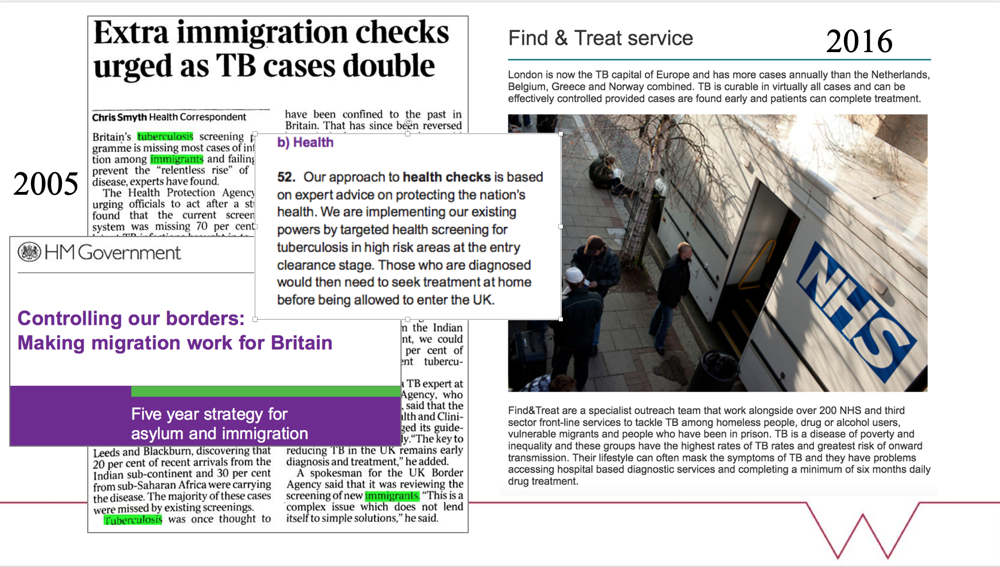 Extra immigration checks
urged as TB cases double
Chris Smyth Health Correspondent
Britain's tuberculosis screening
gramme is missing most cases of
tion among immigrants and failing
prevent the "relentless rise" of
disease, experts have found.
The Health Protection Agency
urging officials to act after a
found that the current screen
system was missing 70 per cent
have been confined to the past in
Britain. That has since been reversed
2005
b) Health
52. Our approach to health checks is based
on expert advice on protecting the nation's
health. We are implementing our existing
powers by targeted health screening for
tuberculosis in high risk areas at the entry
clearance stage. Those who are diagnosed
would then need to seek treatment at home
before being allowed to enter the UK.
HM Government
Controlling our borders:
Making migration work for Britain
Five year strategy for
asylum and immigration
Leeds and Blackburn, discovering that
20 per cent of recent arrivals from the
Indian sub-continent and 30 per cent
from sub-Saharan Africa were carrying
the disease. The majority of these cases
were missed by existing screenings.
Tuberculosis was once thought to
the Indian
we could
per cent of
tubercu-
TB expert at
Agency, who
said that the
and Clini-
its guide-
"The key to
reducing TB in the UK remains early
diagnosis and treatment," he added.
A spokesman for the UK Border
Agency said that it was reviewing the
screening of new immigrants. "This is a
complex issue which does not lend
itself to simple solutions," he said.
Find & Treat service
2016
London is now the TB capital of Europe and has more cases annually than the Netherlands,
Belgium, Greece and Norway combined. TB is curable in virtually all cases and can be
effectively controlled provided cases are found early and patients can complete treatment.
NHS
Find&Treat are a specialist outreach team that work alongside over 200 NHS and third
sector front-line services to tackle TB among homeless people, drug or alcohol users,
vulnerable migrants and people who have been in prison. TB is a disease of poverty and
inequality and these groups have the highest rates of TB rates and greatest risk of onward
transmission. Their lifestyle can often mask the symptoms of TB and they have problems
accessing hospital based diagnostic services and completing a minimum of six months daily
drug treatment.